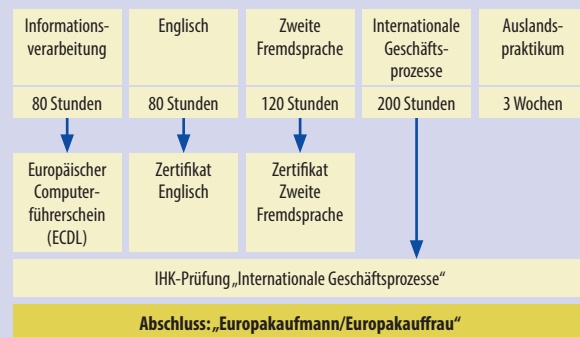 Informations-
verarbeitung
Englisch
Zweite
Fremdsprache
Internationale
Geschäfts-
prozesse
Auslands-
praktikum
80 Stunden
80 Stunden
120 Stunden
200 Stunden
3 Wochen
Europäischer
Computer-
führerschein
(ECDL)
Zertifikat
Englisch
Zertifikat
Zweite
Fremdsprache
IHK-Prüfung „Internationale Geschäftsprozesse“
Abschluss: „Europakaufmann/Europakauffrau“